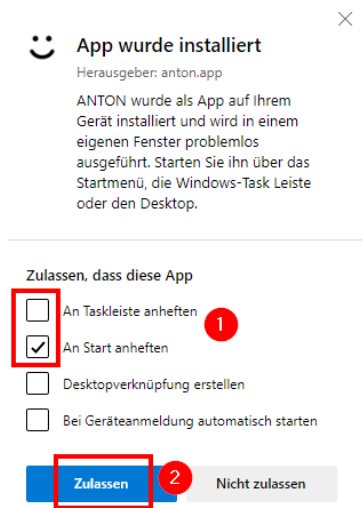 App wurde installiert
Herausgeber: anton.app
ANTON wurde als App auf Ihrem
Gerät installiert und wird in einem
eigenen Fenster problemlos
ausgeführt. Starten Sie ihn über das
Startmenü, die Windows-Task Leiste
oder den Desktop.
Zulassen, dass diese App
An Taskleiste anheften
1
An Start anheften
Desktopverknüpfung erstellen
Bei Geräteanmeldung automatisch starten
Zulassen 2 Nicht zulassen